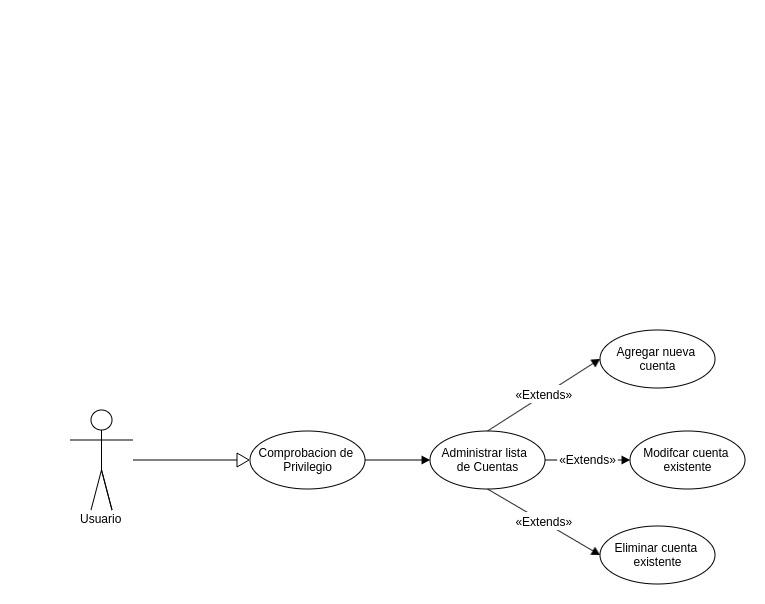 Agregar nueva
cuenta
«Extends»
Comprobacion de
Privilegio
Administrar lista
de Cuentas
«Extends»
Modifcar cuenta
existente
Usuario
«Extends»
Eliminar cuenta
existente